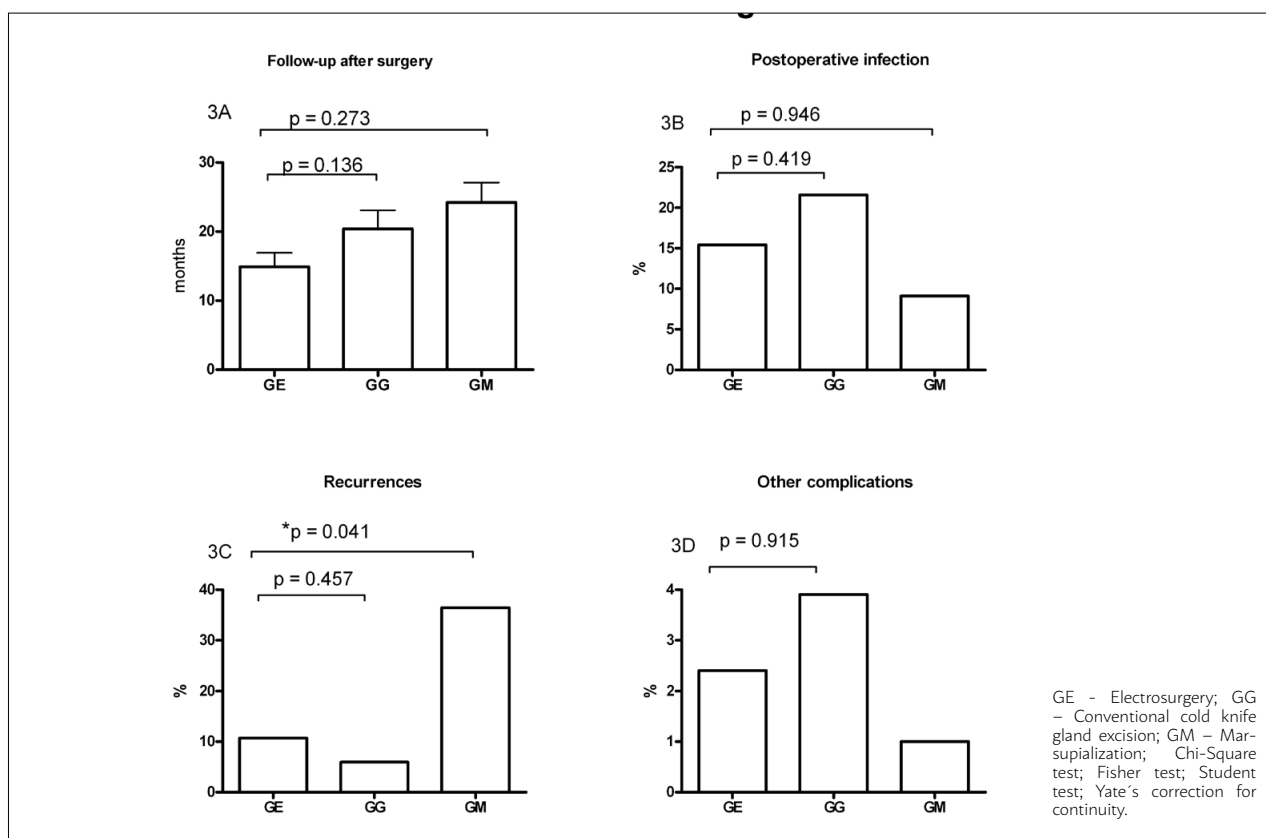 Follow-up after surgery
3A
p = 0.273
p = 0.136
30
20
10
0
months
GE GG GM
Postoperative infection
3B
p = 0.946
p = 0.419
25
20
15
10
5
0
%
GE GG GM
Recurrences
*p = 0.041
3C
p = 0.457
40
30
20
10
0
%
GE GG GM
Other complications
3D
p = 0.915
4
3
2
1
0
%
GE GG GM
GE - Electrosurgery; GG
– Conventional cold knife
gland excision; GM – Mar-
supialization; Chi-Square
test; Fisher test; Student
test; Yate´s correction for
continuity.